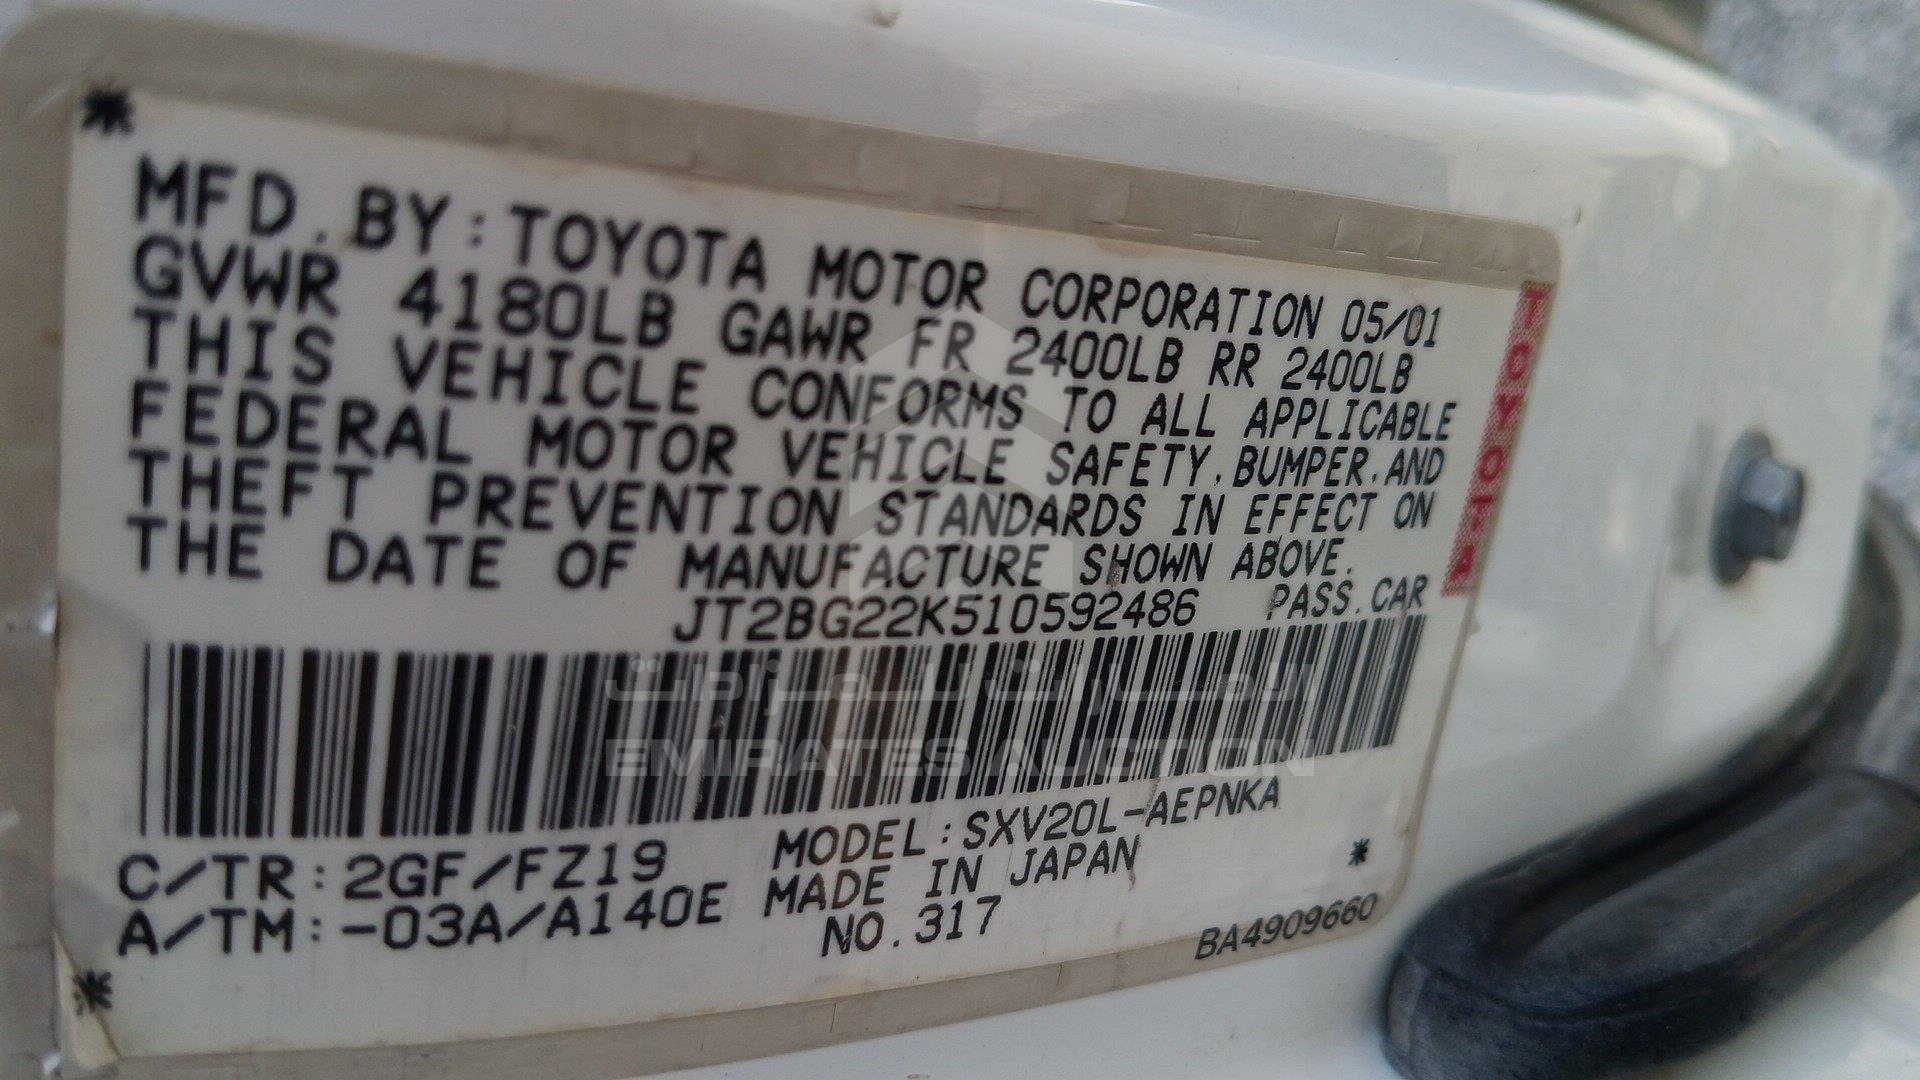 MFD. BY: TOYOTA MOTOR CORPORATION 05/01
GVWR 4180LB GAWR FR 2400LB RR 2400LB
THIS VEHICLE CONFORMS TO ALL APPLICABLE
FEDERAL MOTOR VEHICLE SAFETY, BUMPER, AND
THEFT PREVENTION STANDARDS IN EFFECT ON
THE DATE OF MANUFACTURE SHOWN ABOVE.
JT2BG22K510592486 PASS. CAR
الإمارات للمزادات
EMIRATES AUCTION
C/TR: 2GF/FZ19 MODEL: SXV20L-AEPNKA
A/TM: -03A/A140E MADE IN JAPAN
NO. 317
BA4909660
TOYOTA